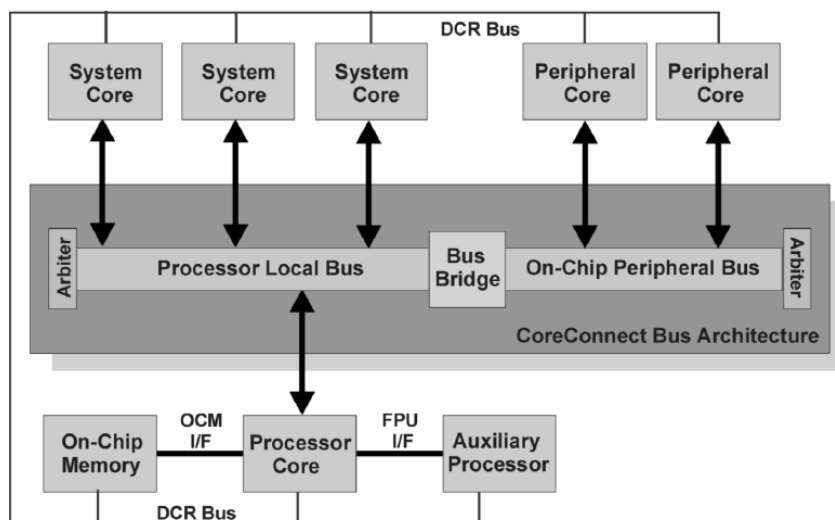 DCR Bus
System
Core
System
Core
System
Core
Peripheral
Core
Peripheral
Core
Arbiter
Processor Local Bus
Bus
Bridge
On-Chip Peripheral Bus
Arbiter
CoreConnect Bus Architecture
On-Chip
Memory
OCM
I/F
Processor
Core
FPU
I/F
Auxiliary
Processor
DCR Bus